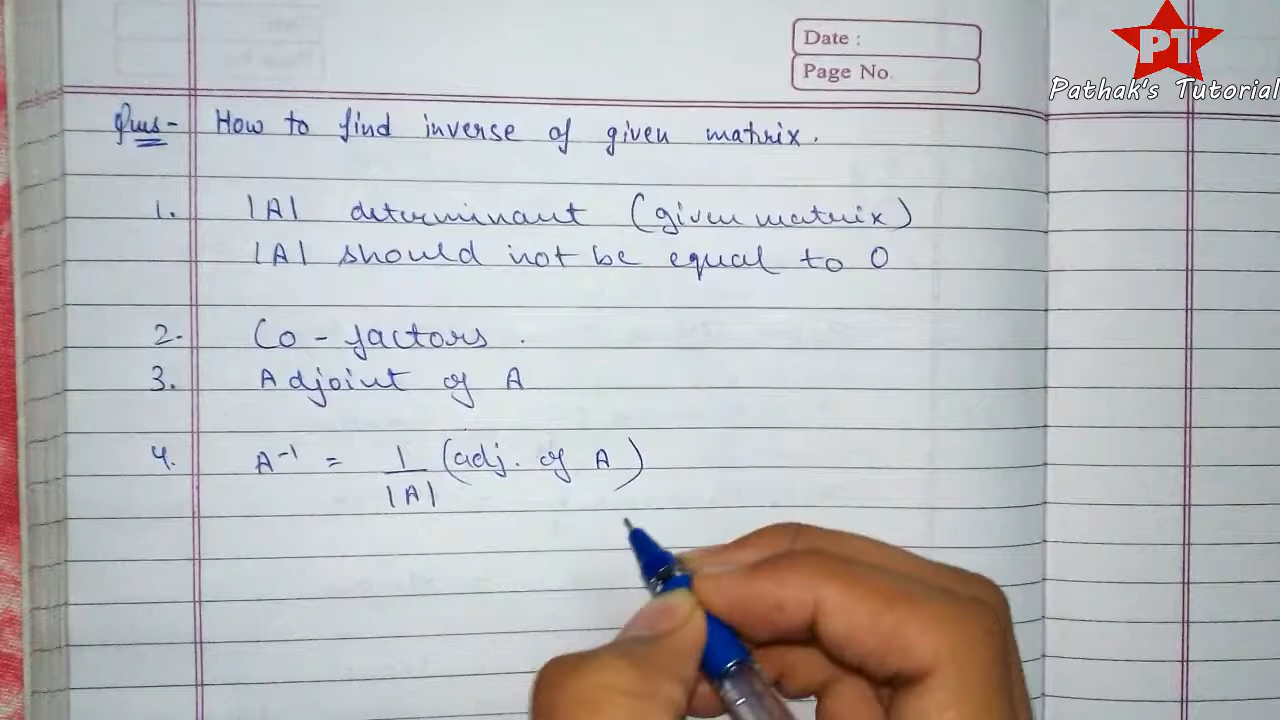 Date :
Page No.
PT
Pathak's Tutorial
Ques - How to find inverse of given matrix.
1. |A| determinant (given matrix)
|A| should not be equal to 0
2. Co-factors.
3. Adjoint of A
4. A⁻¹ = 1/|A| (adj. of A)